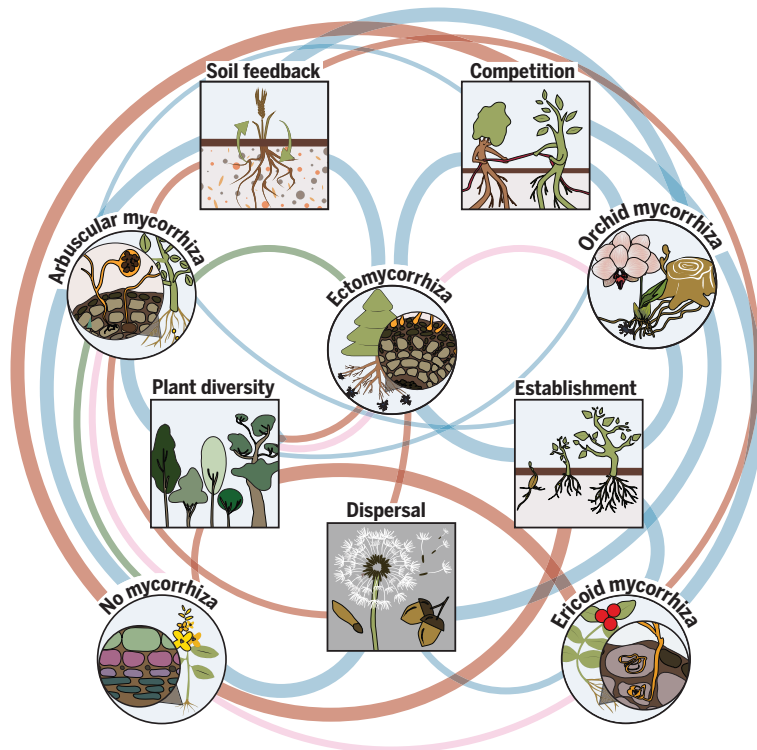 Soil feedback
Competition
Arbuscular mycorrhiza
Orchid mycorrhiza
Ectomycorrhiza
Plant diversity
Establishment
Dispersal
No mycorrhiza
Ericoid mycorrhiza